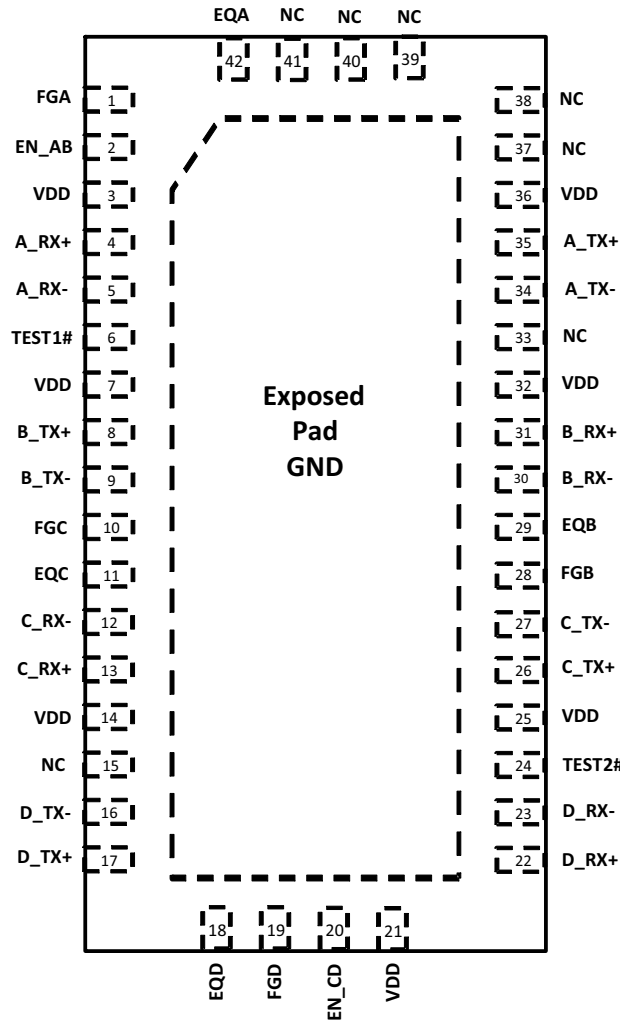 EQA NC NC NC
42 41 40 39
FGA 1 38 NC
EN_AB 2 37 NC
VDD 3 36 VDD
A_RX+ 4 35 A_TX+
A_RX- 5 34 A_TX-
TEST1# 6 33 NC
VDD 7 32 VDD
Exposed
Pad
GND
B_TX+ 8 31 B_RX+
B_TX- 9 30 B_RX-
FGC 10 29 EQB
EQC 11 28 FGB
C_RX- 12 27 C_TX-
C_RX+ 13 26 C_TX+
VDD 14 25 VDD
NC 15 24 TEST2#
D_TX- 16 23 D_RX-
D_TX+ 17 22 D_RX+
18 19 20 21
EQD FGD EN_CD VDD